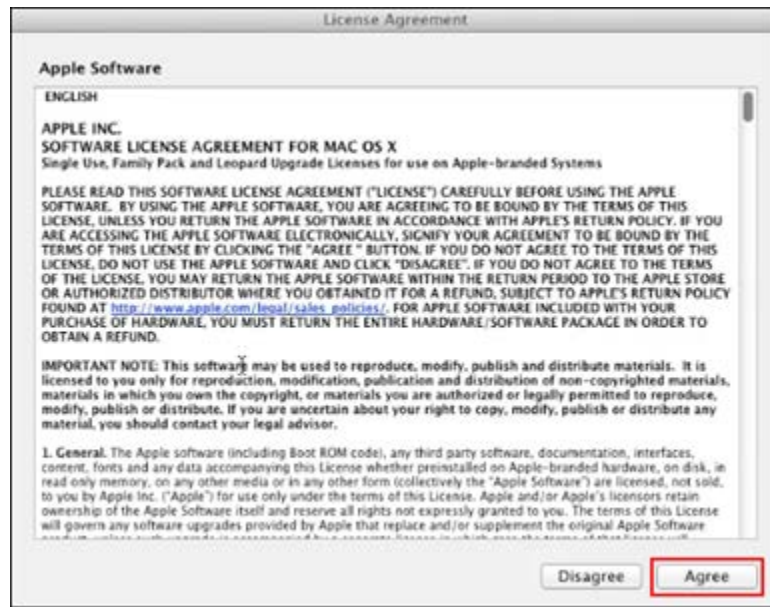 License Agreement
Apple Software
ENGLISH
APPLE INC.
SOFTWARE LICENSE AGREEMENT FOR MAC OS X
Single Use, Family Pack and Leopard Upgrade Licenses for use on Apple-branded Systems
PLEASE READ THIS SOFTWARE LICENSE AGREEMENT ("LICENSE") CAREFULLY BEFORE USING THE APPLE
SOFTWARE. BY USING THE APPLE SOFTWARE, YOU ARE AGREEING TO BE BOUND BY THE TERMS OF THIS
LICENSE, UNLESS YOU RETURN THE APPLE SOFTWARE IN ACCORDANCE WITH APPLE'S RETURN POLICY. IF YOU
ARE ACCESSING THE APPLE SOFTWARE ELECTRONICALLY, SIGNIFY YOUR AGREEMENT TO BE BOUND BY THE
TERMS OF THIS LICENSE BY CLICKING THE "AGREE " BUTTON. IF YOU DO NOT AGREE TO THE TERMS OF THIS
LICENSE, DO NOT USE THE APPLE SOFTWARE AND CLICK "DISAGREE". IF YOU DO NOT AGREE TO THE TERMS
OF THE LICENSE, YOU MAY RETURN THE APPLE SOFTWARE WITHIN THE RETURN PERIOD TO THE APPLE STORE
OR AUTHORIZED DISTRIBUTOR WHERE YOU OBTAINED IT FOR A REFUND, SUBJECT TO APPLE'S RETURN POLICY
FOUND AT http://www.apple.com/legal/sales_policies/. FOR APPLE SOFTWARE INCLUDED WITH YOUR
PURCHASE OF HARDWARE, YOU MUST RETURN THE ENTIRE HARDWARE/SOFTWARE PACKAGE IN ORDER TO
OBTAIN A REFUND.
IMPORTANT NOTE: This software may be used to reproduce, modify, publish and distribute materials. It is
licensed to you only for reproduction, modification, publication and distribution of non-copyrighted materials,
materials in which you own the copyright, or materials you are authorized or legally permitted to reproduce,
modify, publish or distribute. If you are uncertain about your right to copy, modify, publish or distribute any
material, you should contact your legal advisor.
1. General. The Apple software (including Boot ROM code), any third party software, documentation, interfaces,
content, fonts and any data accompanying this License whether preinstalled on Apple-branded hardware, on disk, in
read only memory, on any other media or in any other form (collectively the "Apple Software") are licensed, not sold,
to you by Apple Inc. ("Apple") for use only under the terms of this License. Apple and/or Apple's licensors retain
ownership of the Apple Software itself and reserve all rights not expressly granted to you. The terms of this License
will govern any software upgrades provided by Apple that replace and/or supplement the original Apple Software
Disagree
Agree